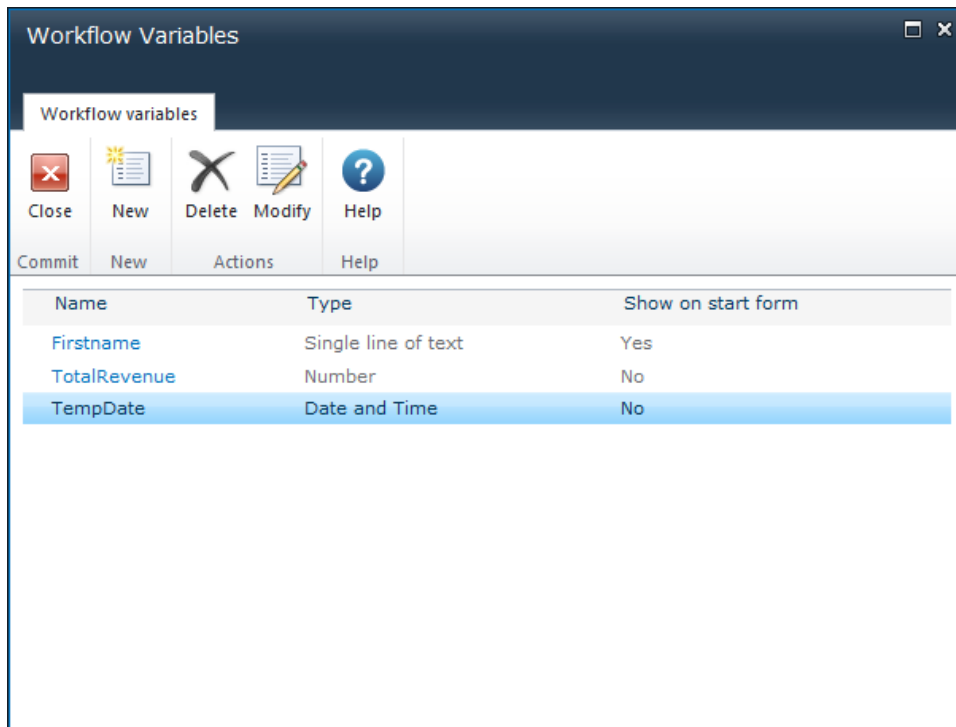 Workflow Variables
Workflow variables
Close New Delete Modify Help
Commit New Actions Help
Name Type Show on start form
Firstname Single line of text Yes
TotalRevenue Number No
TempDate Date and Time No